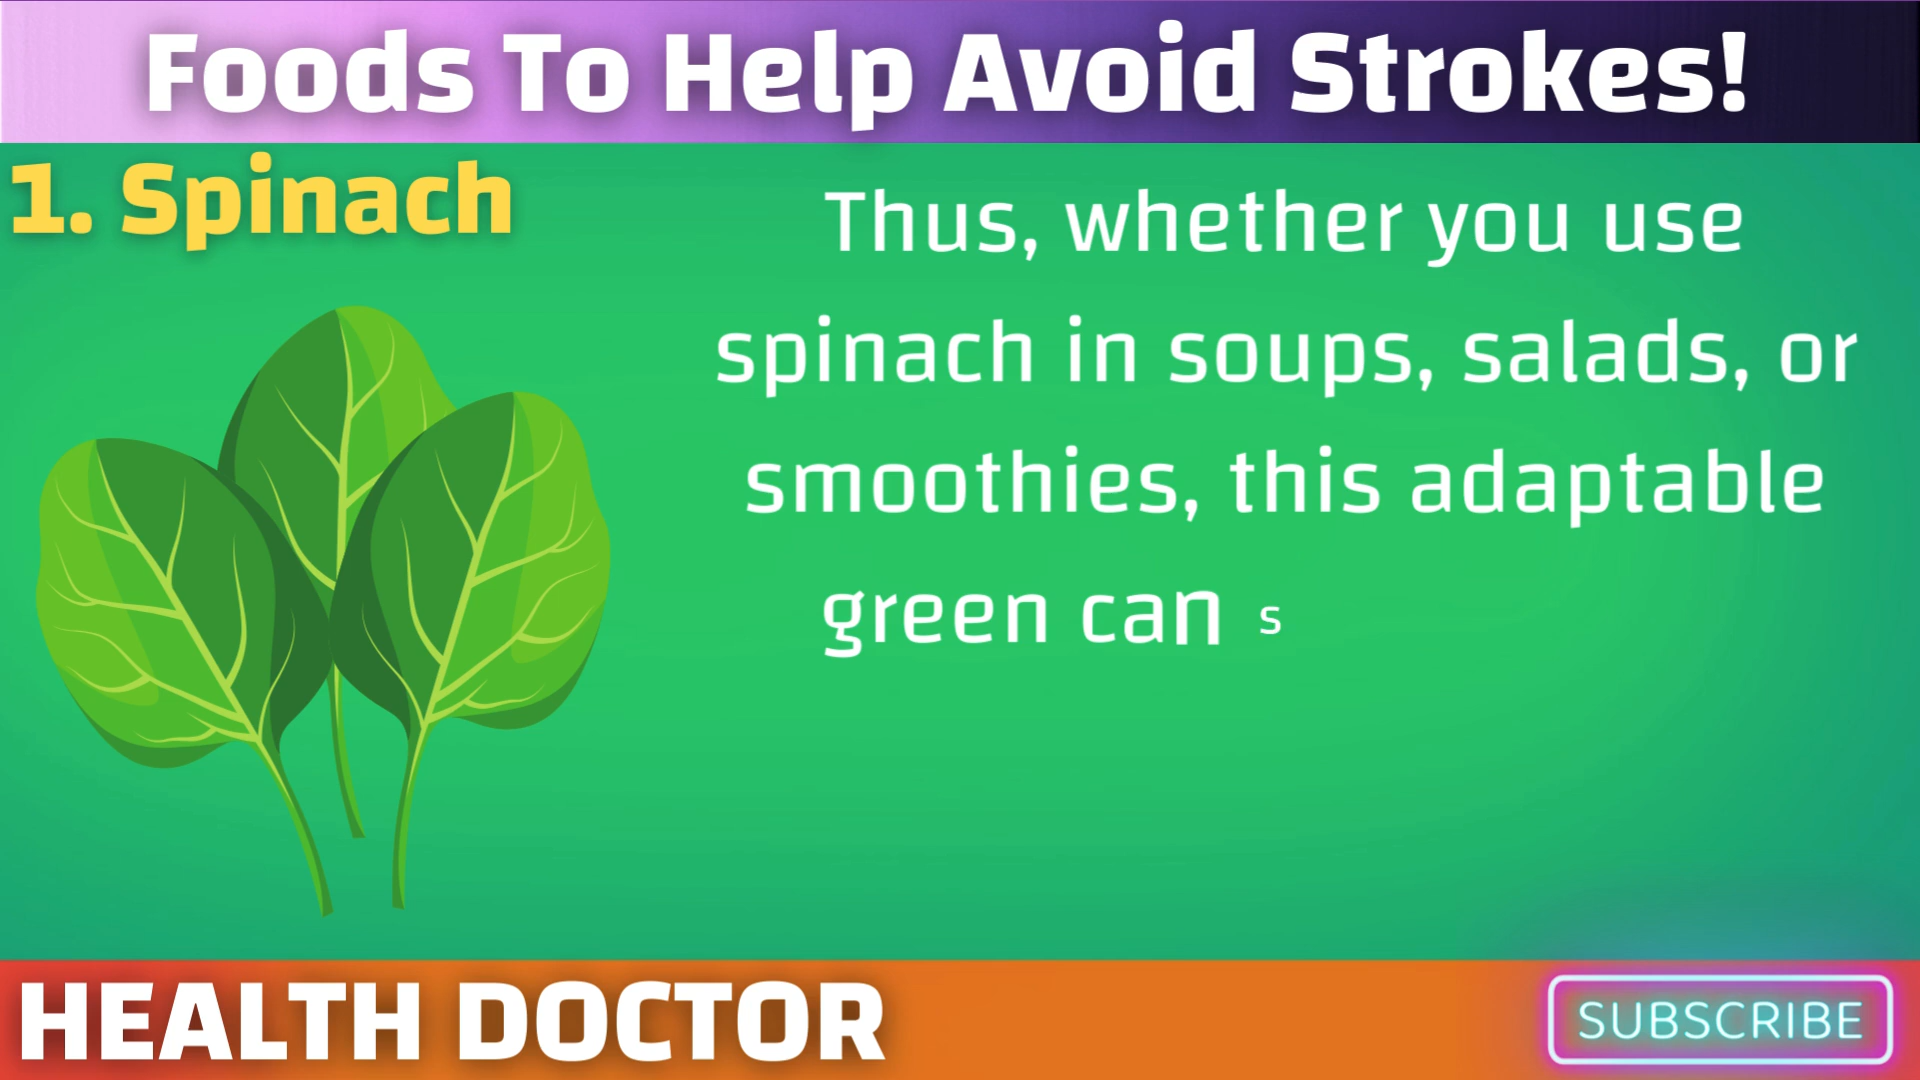 Foods To Help Avoid Strokes!
1. Spinach
Thus, whether you use
spinach in soups, salads, or
smoothies, this adaptable
green can s
HEALTH DOCTOR
SUBSCRIBE